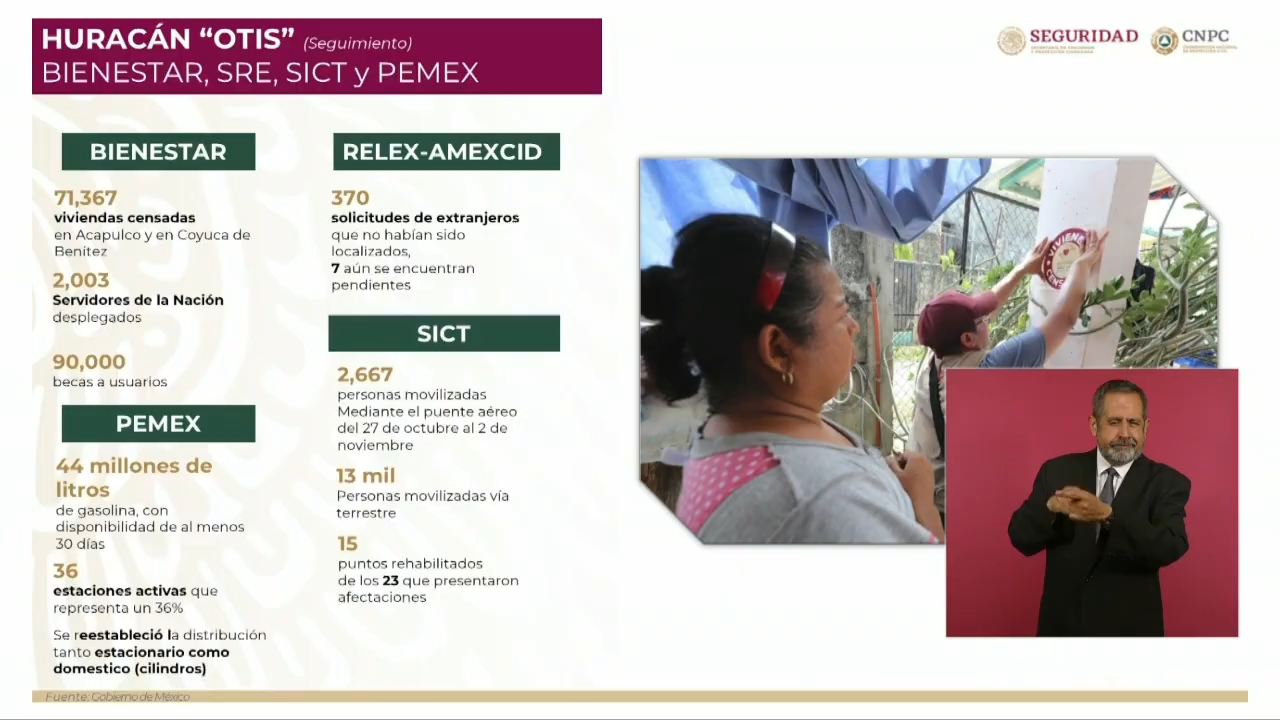 HURACÁN “OTIS” (Seguimiento)
BIENESTAR, SRE, SICT y PEMEX
SEGURIDAD
CNPC
BIENESTAR
71,367
viviendas censadas
en Acapulco y en Coyuca de
Benítez
2,003
Servidores de la Nación
desplegados
90,000
becas a usuarios
PEMEX
44 millones de
litros
de gasolina, con
disponibilidad de al menos
30 días
36
estaciones activas que
representa un 36%
Se reestableció la distribución
tanto estacionario como
domestico (cilindros)
RELEX-AMEXCID
370
solicitudes de extranjeros
que no habían sido
localizados,
7 aún se encuentran
pendientes
SICT
2,667
personas movilizadas
Mediante el puente aéreo
del 27 de octubre al 2 de
noviembre
13 mil
Personas movilizadas vía
terrestre
15
puntos rehabilitados
de los 23 que presentaron
afectaciones
Fuente: Gobierno de México